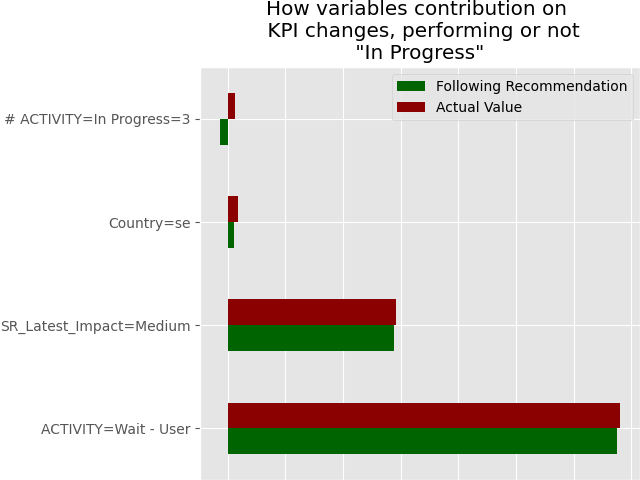 How variables contribution on
KPI changes, performing or not
"In Progress"
Following Recommendation
Actual Value
# ACTIVITY=In Progress=3
Country=se
SR_Latest_Impact=Medium
ACTIVITY=Wait - User